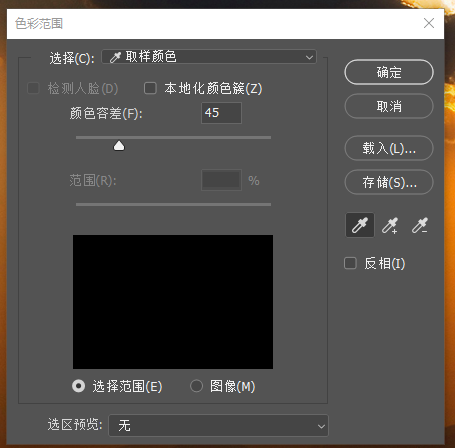 色彩范围
选择(C): 取样颜色
检测人脸(D) 本地化颜色簇(Z)
颜色容差(F): 45
范围(R): %
选择范围(E) 图像(M)
选区预览: 无
确定
取消
载入(L)...
存储(S)...
反相(I)